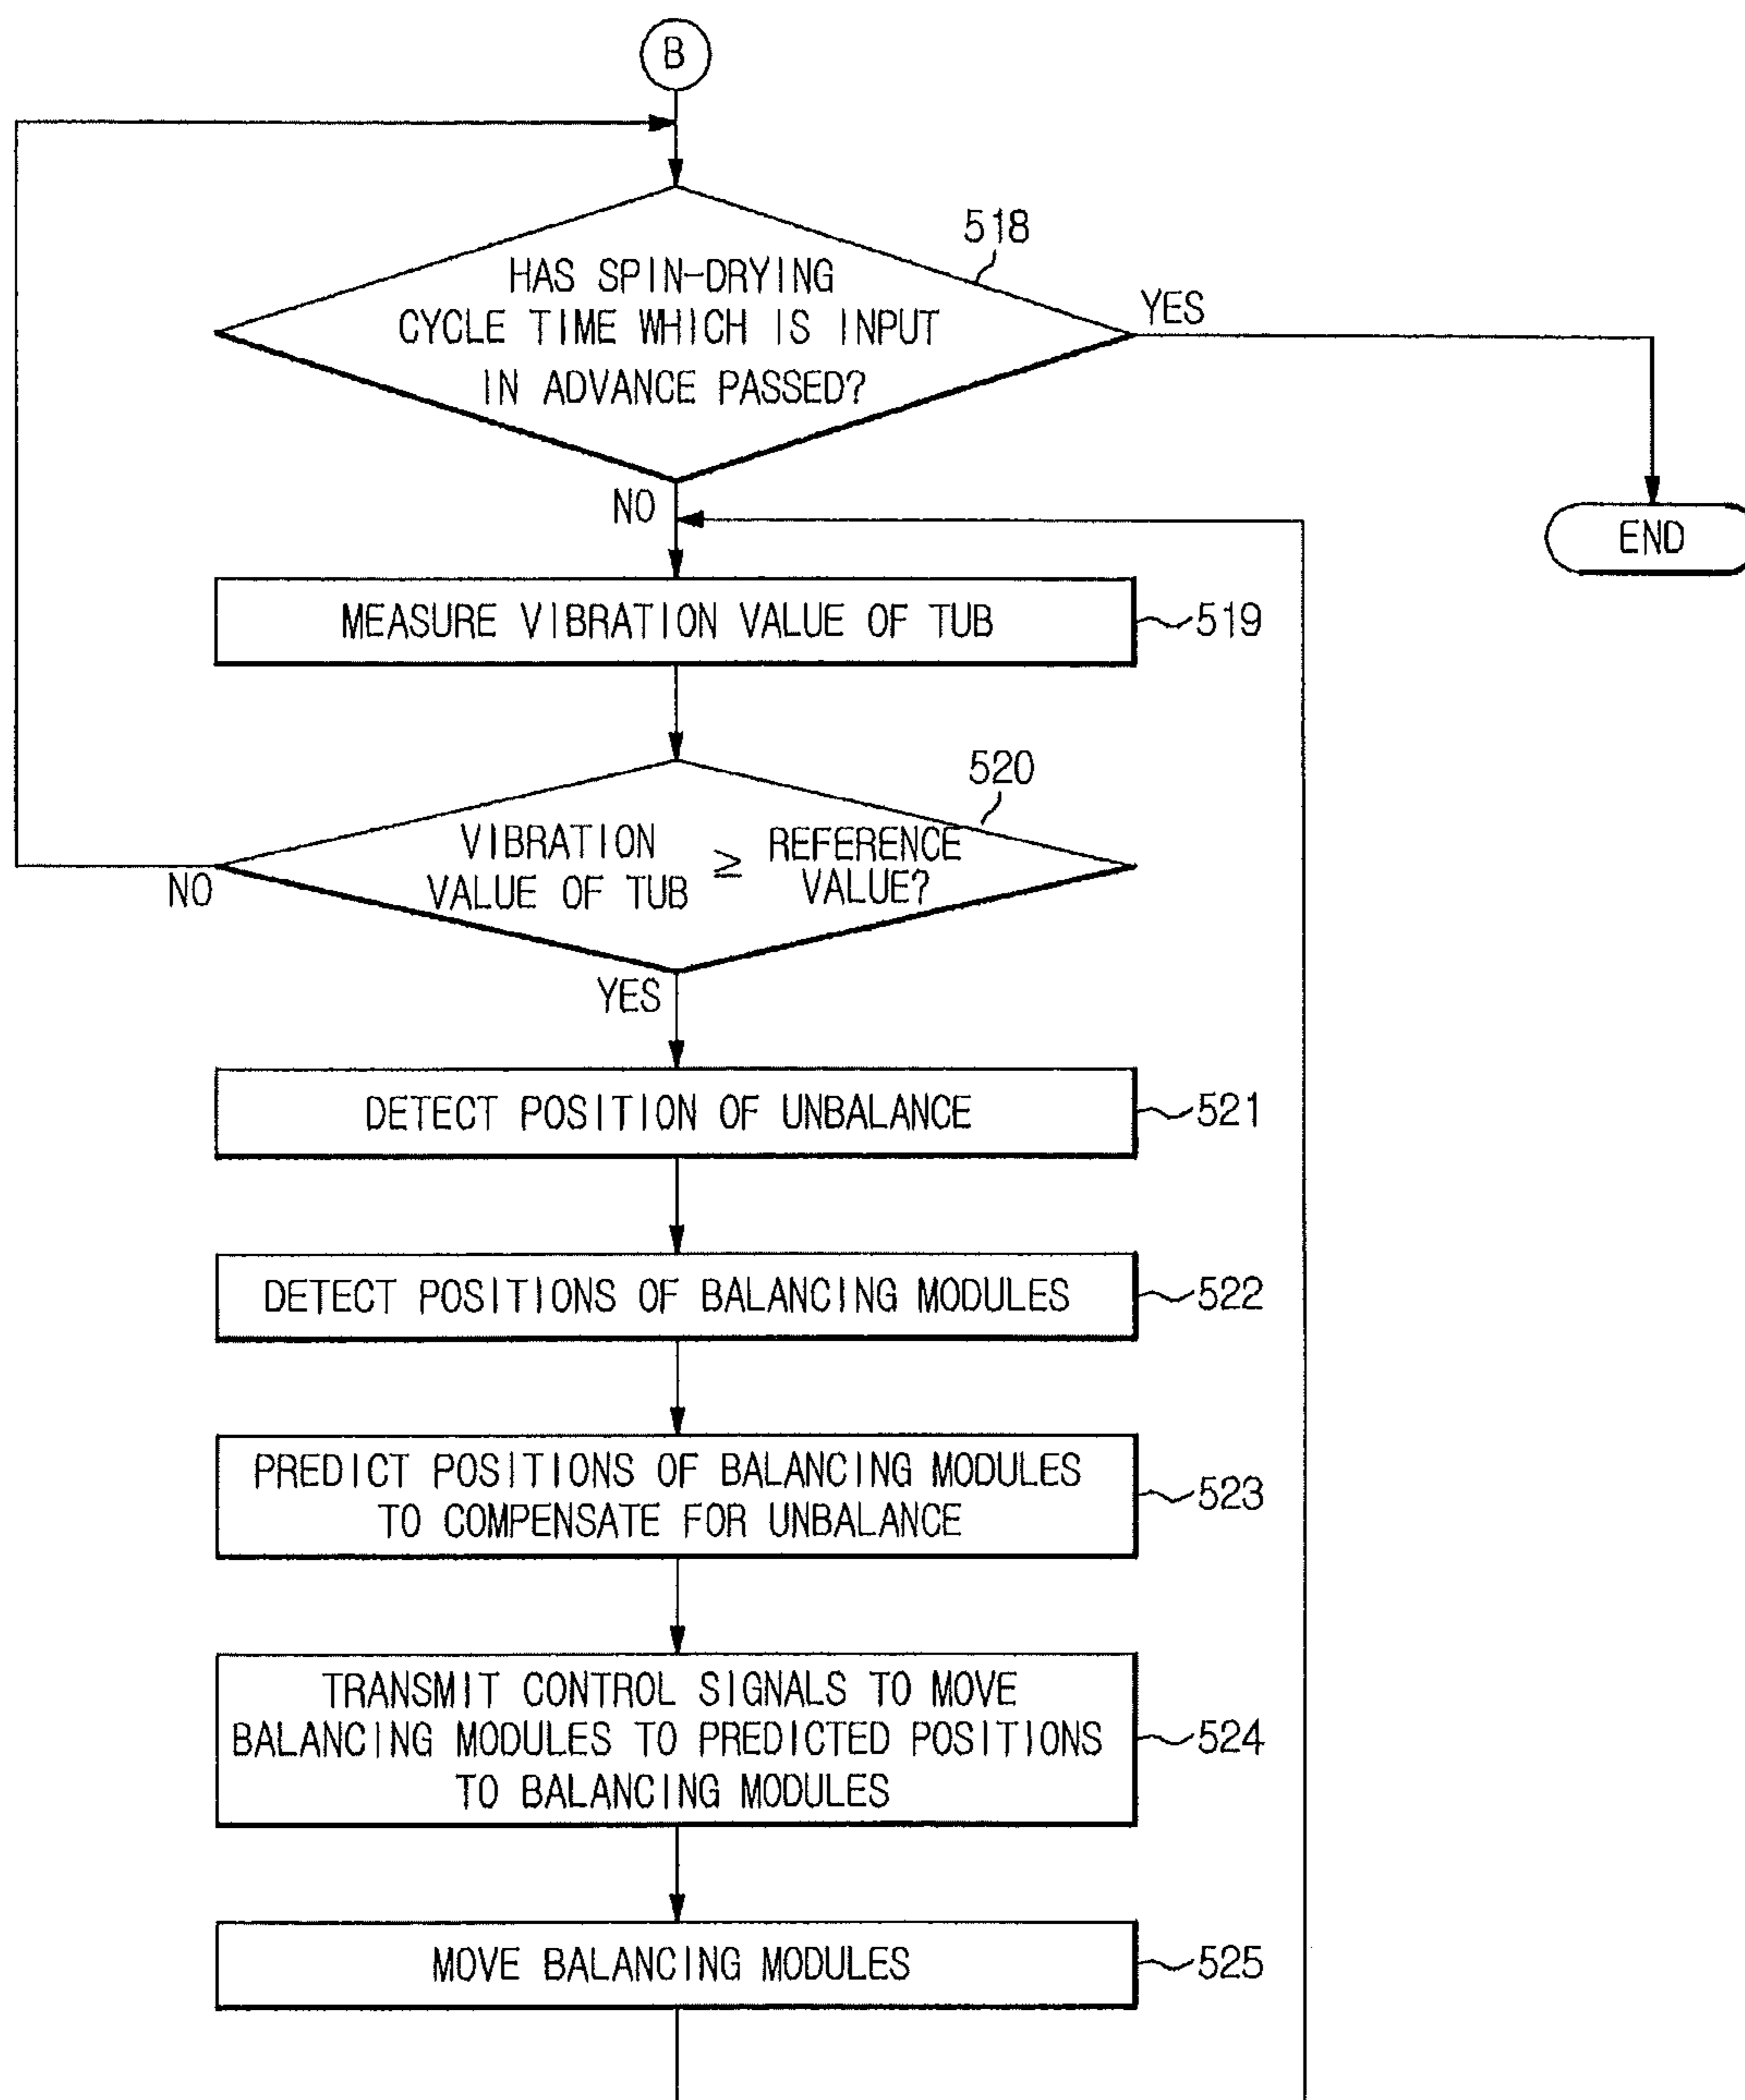 B
518
HAS SPIN-DRYING
CYCLE TIME WHICH IS INPUT
IN ADVANCE PASSED?
YES
NO
END
MEASURE VIBRATION VALUE OF TUB
519
520
VIBRATION
VALUE OF TUB
≥
REFERENCE
VALUE?
NO
YES
DETECT POSITION OF UNBALANCE
521
DETECT POSITIONS OF BALANCING MODULES
522
PREDICT POSITIONS OF BALANCING MODULES
TO COMPENSATE FOR UNBALANCE
523
TRANSMIT CONTROL SIGNALS TO MOVE
BALANCING MODULES TO PREDICTED POSITIONS
TO BALANCING MODULES
524
MOVE BALANCING MODULES
525